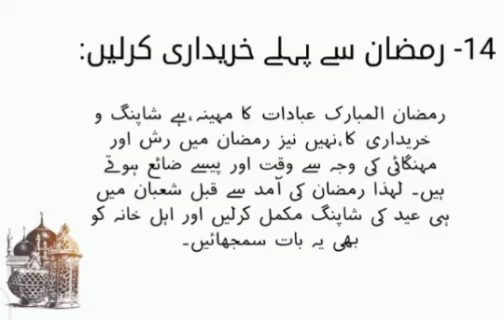 14- رمضان سے پہلے خریداری کرلیں:
رمضان المبارک عبادات کا مہینہ،ہے شاپنگ و
خریداری کا،نہیں نیز رمضان میں رش اور
مہنگائی کی وجہ سے وقت اور پیسے ضائع ہوتے
ہیں۔ لہذا رمضان کی آمد سے قبل شعبان میں
ہی عید کی شاپنگ مکمل کرلیں اور اہل خانہ کو
بھی یہ بات سمجھائیں۔